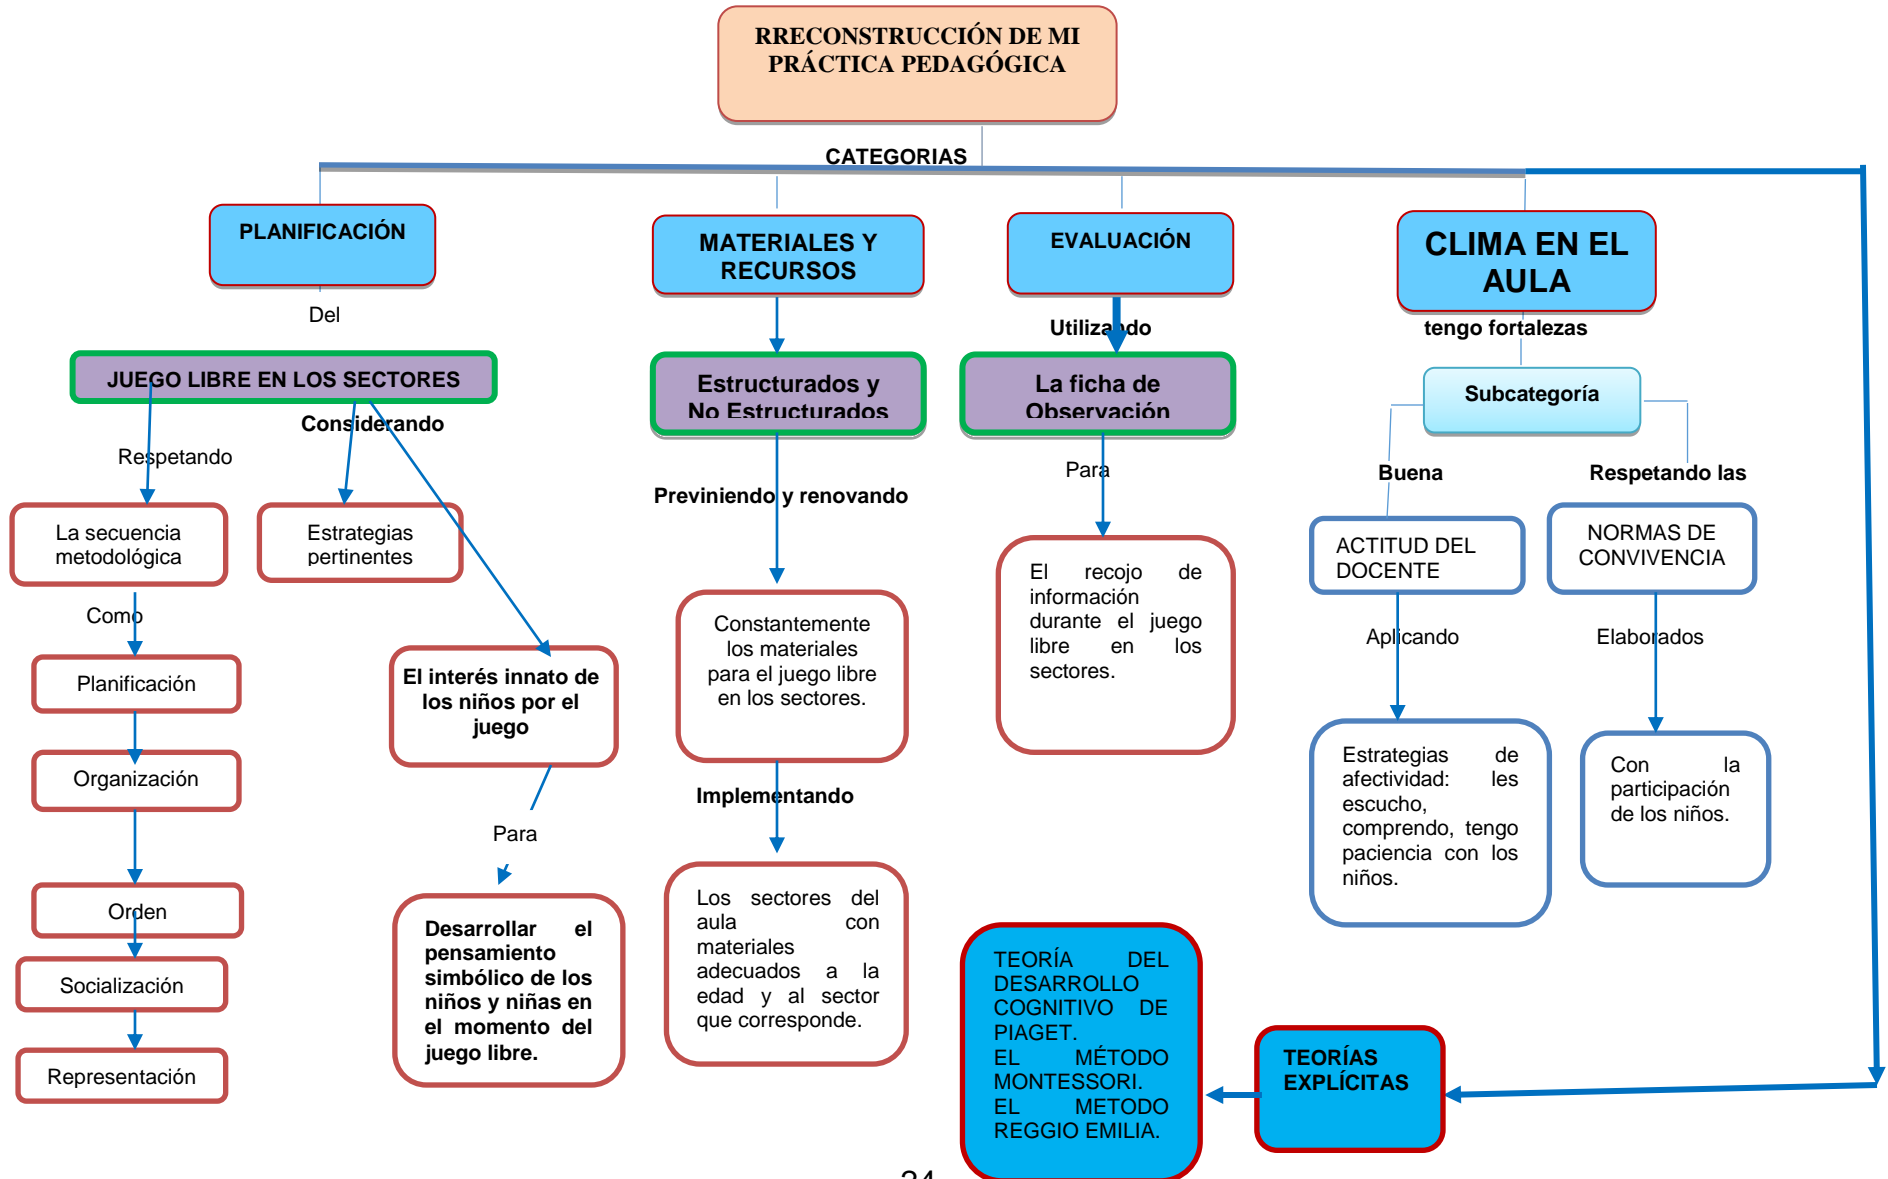 RRECONSTRUCCIÓN DE MI
PRÁCTICA PEDAGÓGICA
CATEGORIAS
PLANIFICACIÓN
Del
JUEGO LIBRE EN LOS SECTORES
Considerando
Respetando
La secuencia
metodológica
Estrategias
pertinentes
Como
Planificación
Organización
Orden
Socialización
Representación
El interés innato de
los niños por el
juego
Para
Desarrollar el
pensamiento
simbólico de los
niños y niñas en
el momento del
juego libre.
MATERIALES Y
RECURSOS
Estructurados y
No Estructurados
Previniendo y renovando
Constantemente
los materiales
para el juego libre
en los sectores.
Implementando
Los sectores del
aula con
materiales
adecuados a la
edad y al sector
que corresponde.
EVALUACIÓN
Utilizando
La ficha de
Observación
Para
El recojo de
información
durante el juego
libre en los
sectores.
CLIMA EN EL
AULA
tengo fortalezas
Subcategoría
Buena
ACTITUD DEL
DOCENTE
Aplicando
Estrategias de
afectividad: les
escucho,
comprendo, tengo
paciencia con los
niños.
Respetando las
NORMAS DE
CONVIVENCIA
Elaborados
Con la
participación
de los niños.
TEORÍAS
EXPLÍCITAS
TEORÍA DEL
DESARROLLO
COGNITIVO DE
PIAGET.
EL MÉTODO
MONTESSORI.
EL METODO
REGGIO EMILIA.